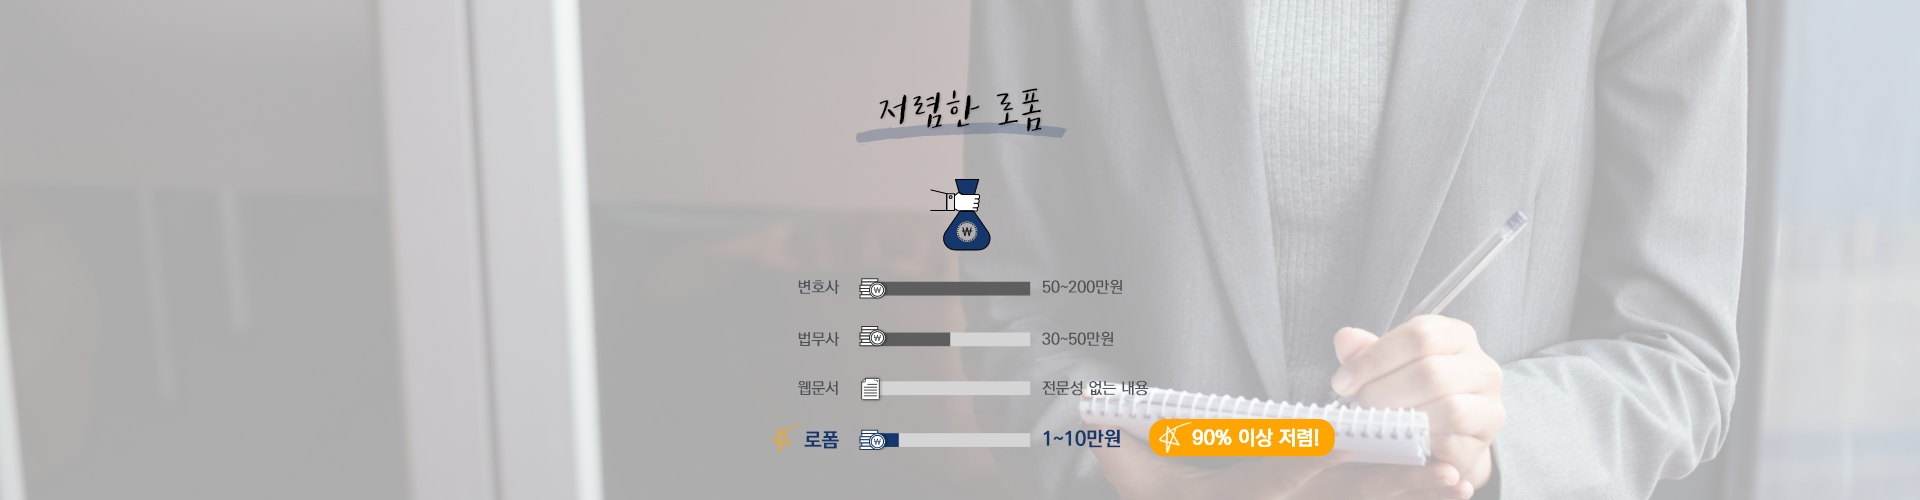 저렴한 로폼
₩
변호사 ₩ 50~200만원
법무사 ₩ 30~50만원
웹문서 전문성 없는 내용
로폼 ₩ 1~10만원 90% 이상 저렴!